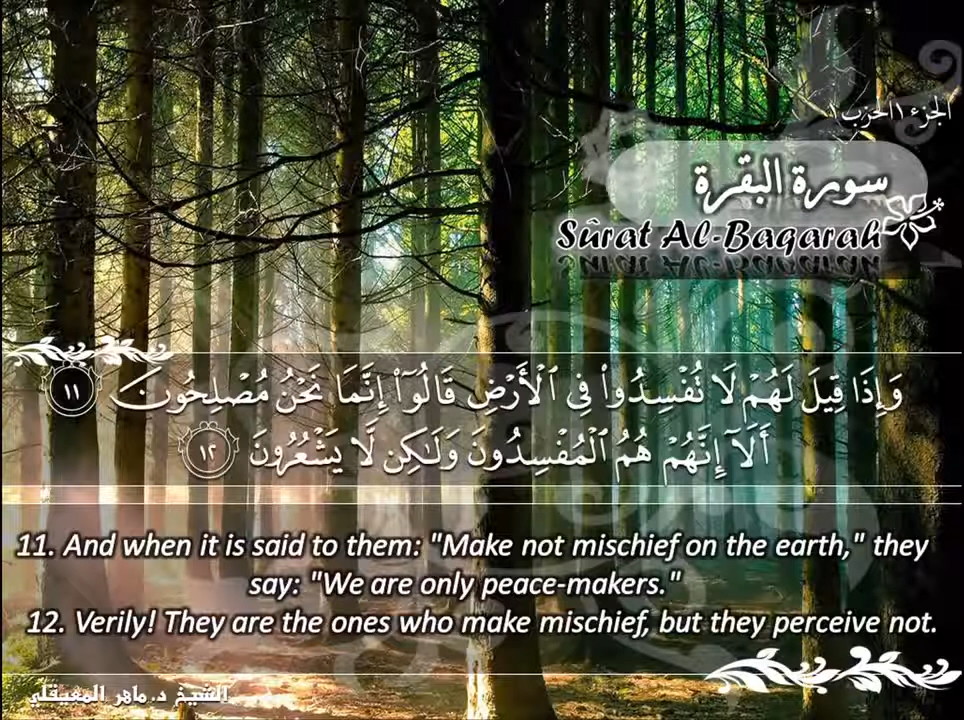 الجزء ١ الحزب ١
سورة البقرة
Sûrat Al-Baqarah
وَإِذَا قِيلَ لَهُمْ لَا تُفْسِدُوا۟ فِى ٱلْأَرْضِ قَالُوٓا۟ إِنَّمَا نَحْنُ مُصْلِحُونَ ١١
أَلَآ إِنَّهُمْ هُمُ ٱلْمُفْسِدُونَ وَلَـٰكِن لَّا يَشْعُرُونَ ١٢
11. And when it is said to them: "Make not mischief on the earth," they
say: "We are only peace-makers."
12. Verily! They are the ones who make mischief, but they perceive not.
الشيخ د. ماهر المعيقلي